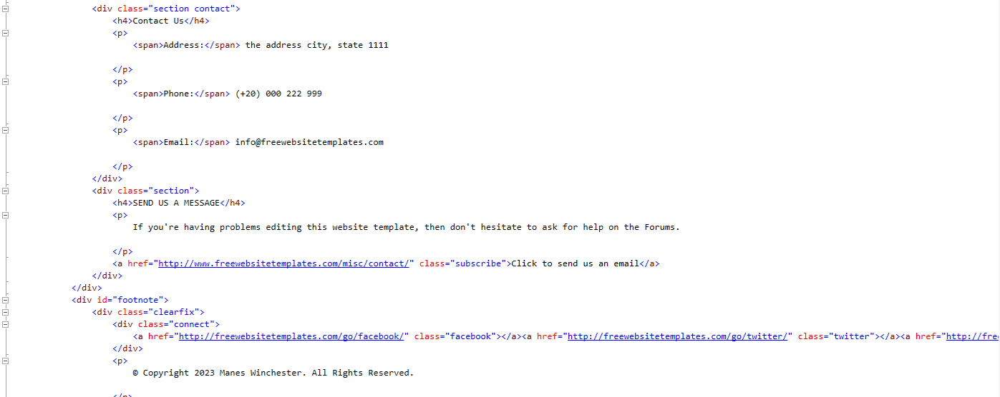 <div class="section contact">
<h4>Contact Us</h4>
<p>
<span>Address:</span> the address city, state 1111
</p>
<p>
<span>Phone:</span> (+20) 000 222 999
</p>
<p>
<span>Email:</span> info@freewebsitetemplates.com
</p>
</div>
<div class="section">
<h4>SEND US A MESSAGE</h4>
<p>
If you're having problems editing this website template, then don't hesitate to ask for help on the Forums.
</p>
<a href="http://www.freewebsitetemplates.com/misc/contact/" class="subscribe">Click to send us an email</a>
</div>
</div>
<div id="footnote">
<div class="clearfix">
<div class="connect">
<a href="http://freewebsitetemplates.com/go/facebook/" class="facebook"></a><a href="http://freewebsitetemplates.com/go/twitter/" class="twitter"></a><a href="http://free
</div>
<p>
© Copyright 2023 Manes Winchester. All Rights Reserved.
</p>